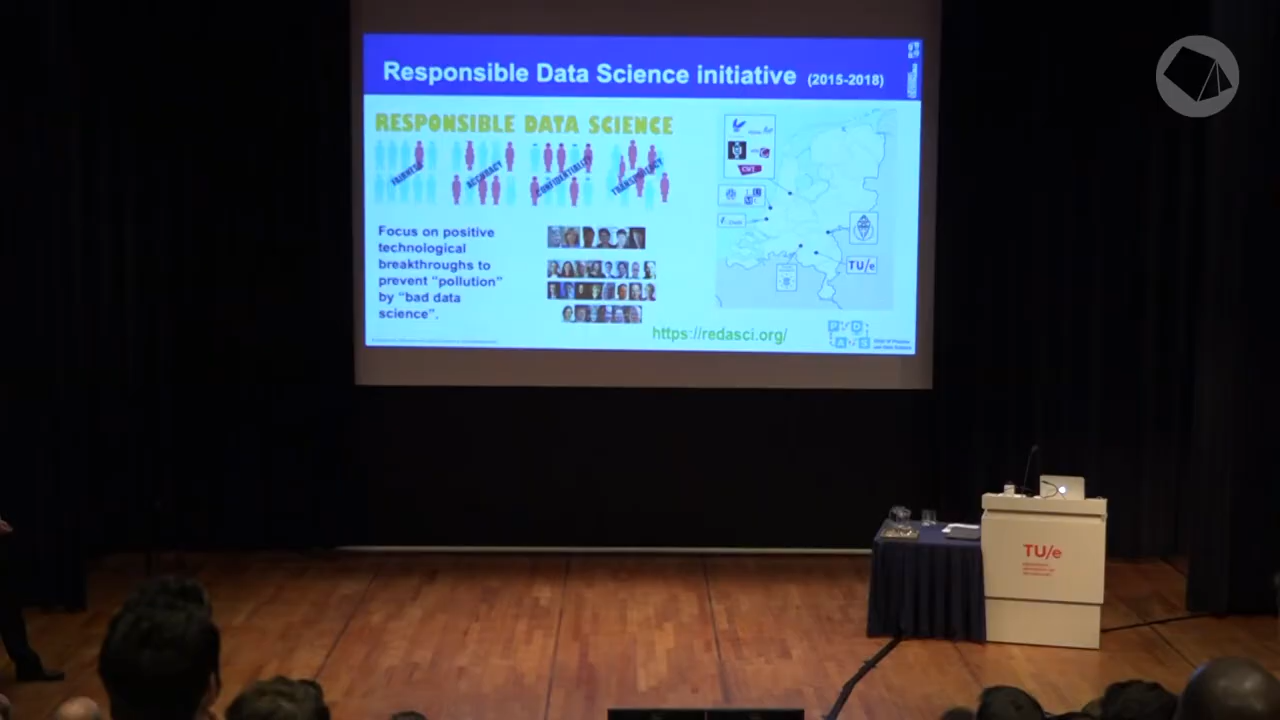 Responsible Data Science initiative (2015-2018)
RESPONSIBLE DATA SCIENCE
FAIRNESS
ACCURACY
CONFIDENTIALITY
TRANSPARENCY
Focus on positive
technological
breakthroughs to
prevent “pollution”
by “bad data
science”.
CWI
TU/e
https://redasci.org/
P D
A S
TU/e